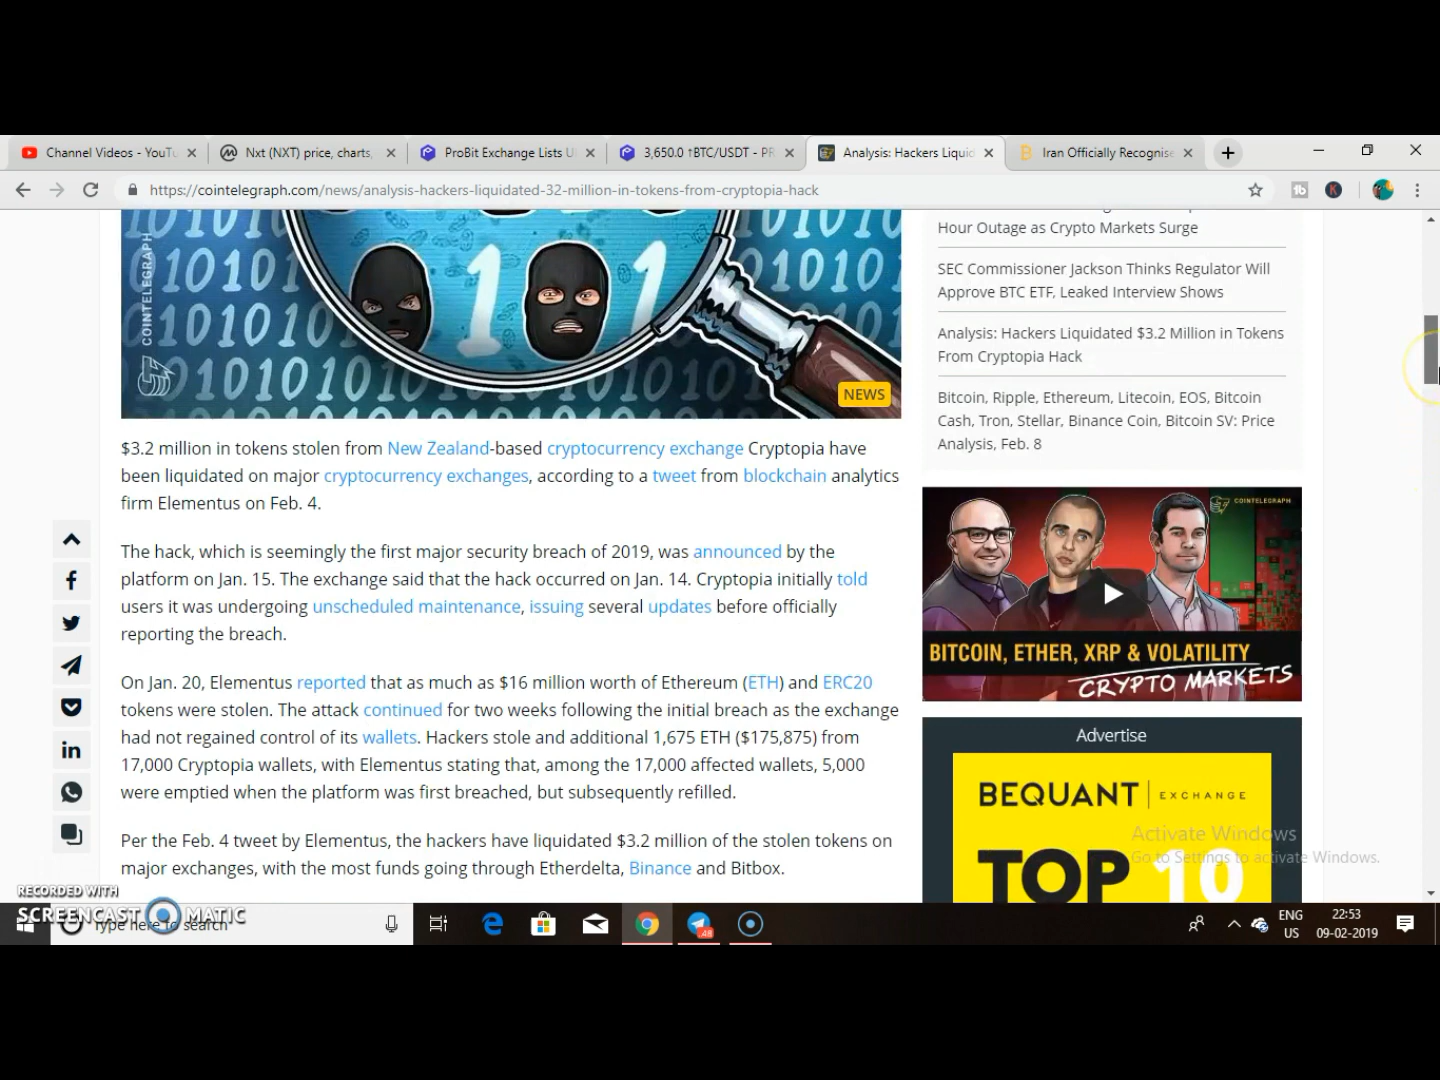 Channel Videos - YouTu
Nxt (NXT) price, charts,
ProBit Exchange Lists U
3,650.0 ↑BTC/USDT - PR
Analysis: Hackers Liquid
Iran Officially Recognise
https://cointelegraph.com/news/analysis-hackers-liquidated-32-million-in-tokens-from-cryptopia-hack
COINTELEGRAPH
NEWS
$3.2 million in tokens stolen from New Zealand-based cryptocurrency exchange Cryptopia have
been liquidated on major cryptocurrency exchanges, according to a tweet from blockchain analytics
firm Elementus on Feb. 4.
The hack, which is seemingly the first major security breach of 2019, was announced by the
platform on Jan. 15. The exchange said that the hack occurred on Jan. 14. Cryptopia initially told
users it was undergoing unscheduled maintenance, issuing several updates before officially
reporting the breach.
On Jan. 20, Elementus reported that as much as $16 million worth of Ethereum (ETH) and ERC20
tokens were stolen. The attack continued for two weeks following the initial breach as the exchange
had not regained control of its wallets. Hackers stole and additional 1,675 ETH ($175,875) from
17,000 Cryptopia wallets, with Elementus stating that, among the 17,000 affected wallets, 5,000
were emptied when the platform was first breached, but subsequently refilled.
Per the Feb. 4 tweet by Elementus, the hackers have liquidated $3.2 million of the stolen tokens on
major exchanges, with the most funds going through Etherdelta, Binance and Bitbox.
Hour Outage as Crypto Markets Surge
SEC Commissioner Jackson Thinks Regulator Will
Approve BTC ETF, Leaked Interview Shows
Analysis: Hackers Liquidated $3.2 Million in Tokens
From Cryptopia Hack
Bitcoin, Ripple, Ethereum, Litecoin, EOS, Bitcoin
Cash, Tron, Stellar, Binance Coin, Bitcoin SV: Price
Analysis, Feb. 8
COINTELEGRAPH
BITCOIN, ETHER, XRP & VOLATILITY
CRYPTO MARKETS
Advertise
BEQUANT | EXCHANGE
TOP 10
Activate Windows
Go to Settings to activate Windows.
RECORDED WITH
SCREENCAST MATIC
Type here to search
ENG
US
22:53
09-02-2019